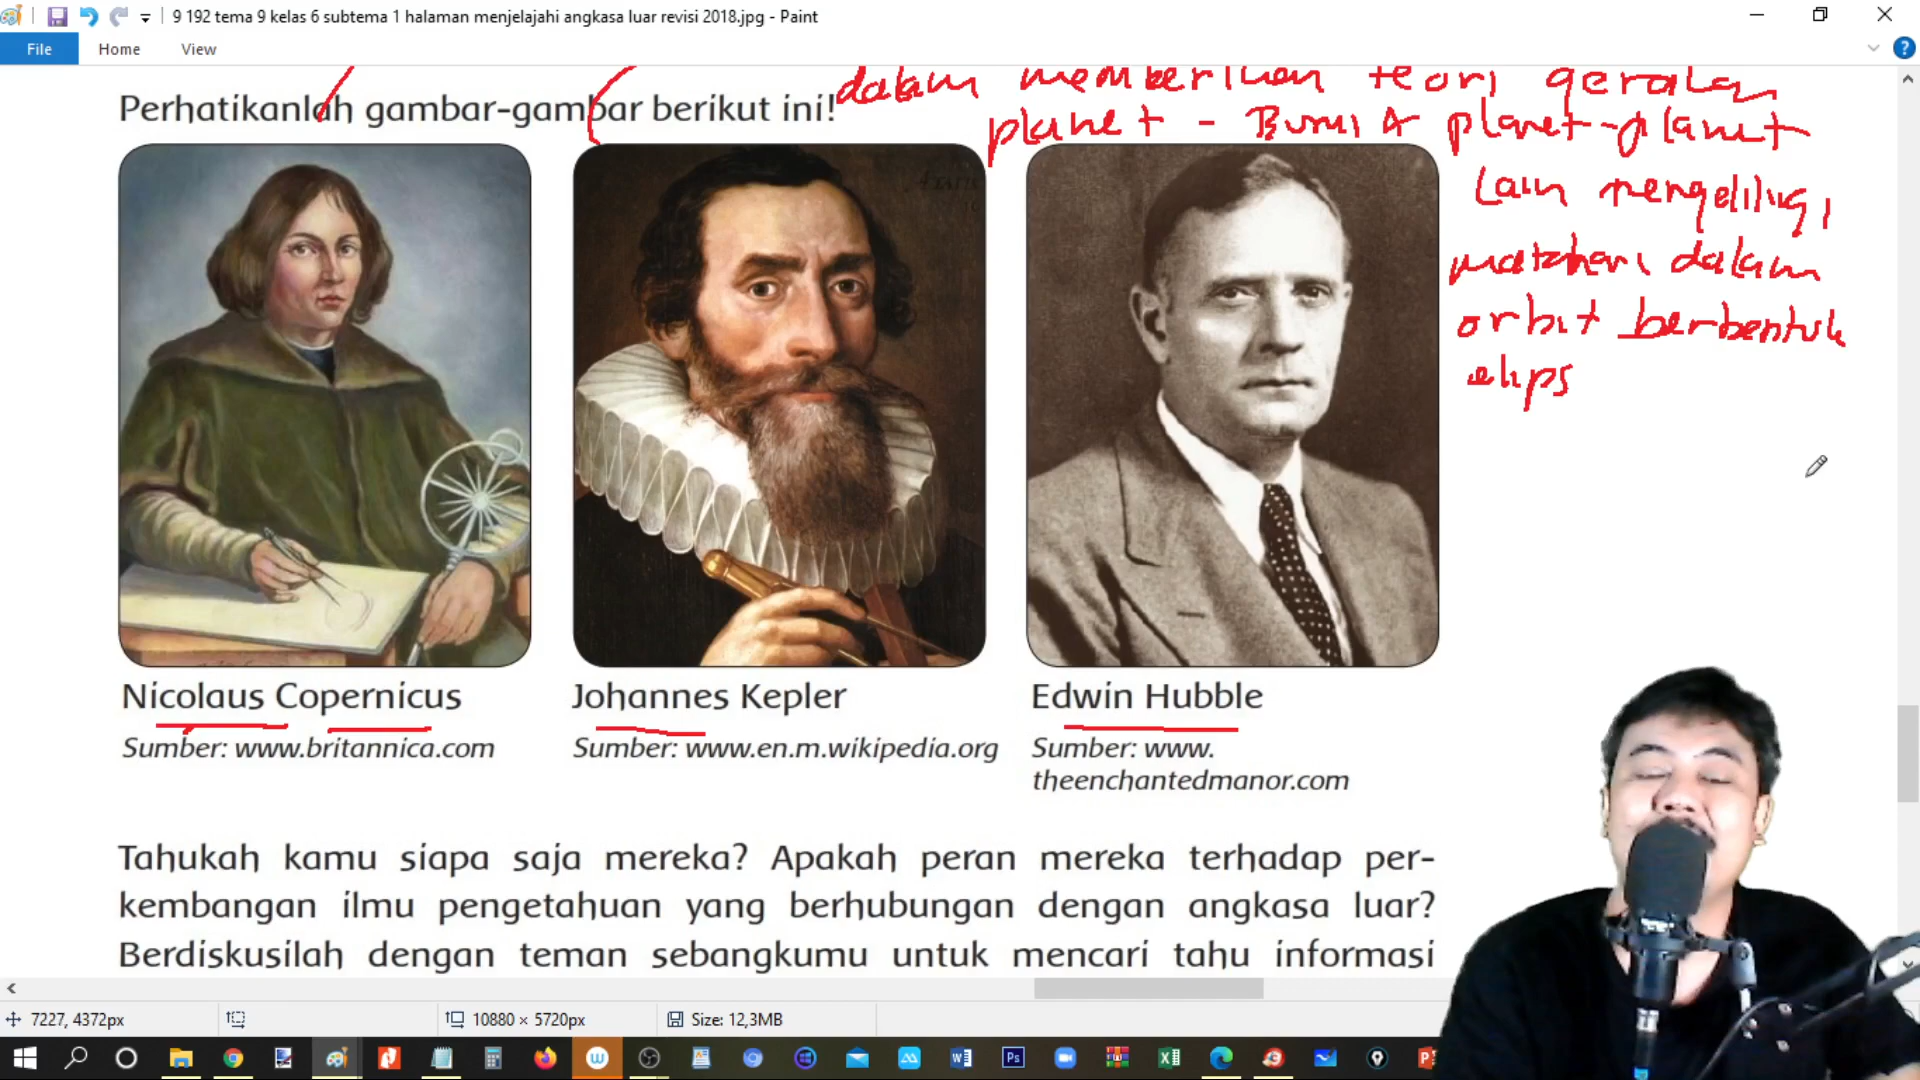 9 192 tema 9 kelas 6 subtema 1 halaman menjelajahi angkasa luar revisi 2018.jpg - Paint
File Home View
dalam memberikan teori gerakan
planet - Bumi & planet-planet
lain mengelilingi
matahari dalam
orbit berbentuk
elips
Perhatikanlah gambar-gambar berikut ini!
Nicolaus Copernicus
Sumber: www.britannica.com
Johannes Kepler
Sumber: www.en.m.wikipedia.org
Edwin Hubble
Sumber: www.
theenchantedmanor.com
Tahukah kamu siapa saja mereka? Apakah peran mereka terhadap per-
kembangan ilmu pengetahuan yang berhubungan dengan angkasa luar?
Berdiskusilah dengan teman sebangkumu untuk mencari tahu informasi
7227, 4372px 10880 × 5720px Size: 12,3MB